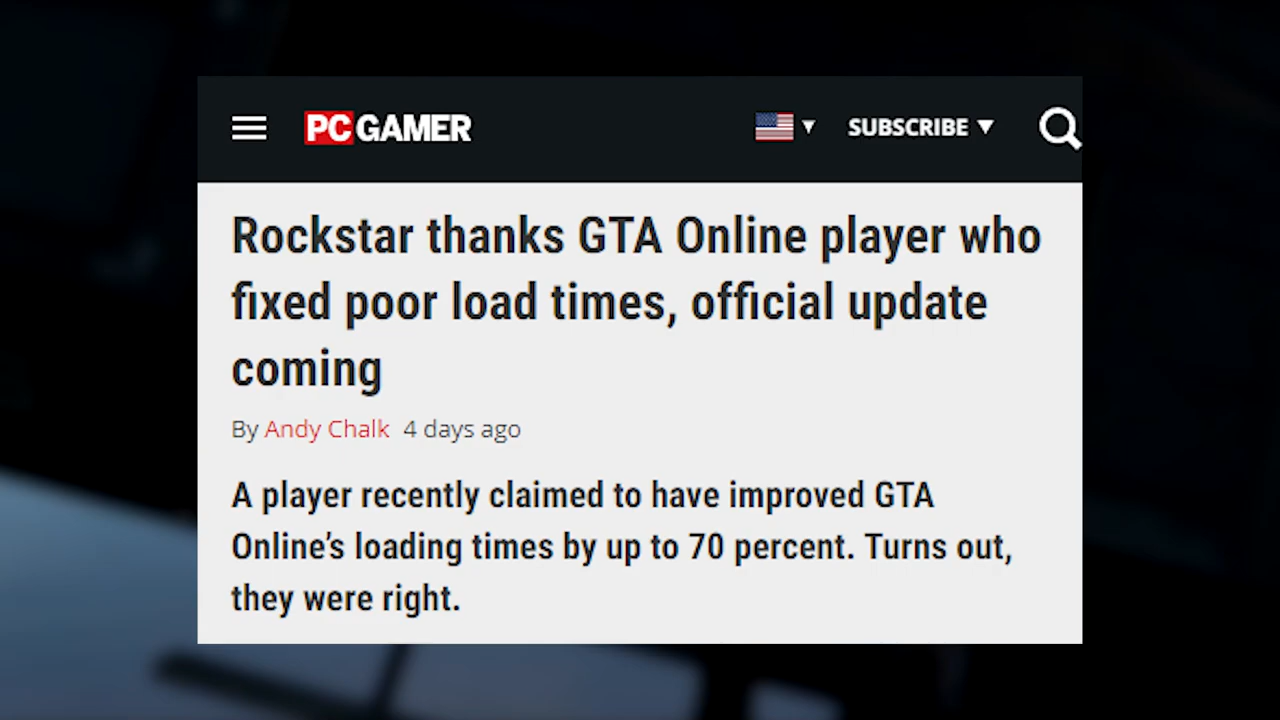 PC GAMER
SUBSCRIBE
Rockstar thanks GTA Online player who
fixed poor load times, official update
coming
By Andy Chalk 4 days ago
A player recently claimed to have improved GTA
Online's loading times by up to 70 percent. Turns out,
they were right.